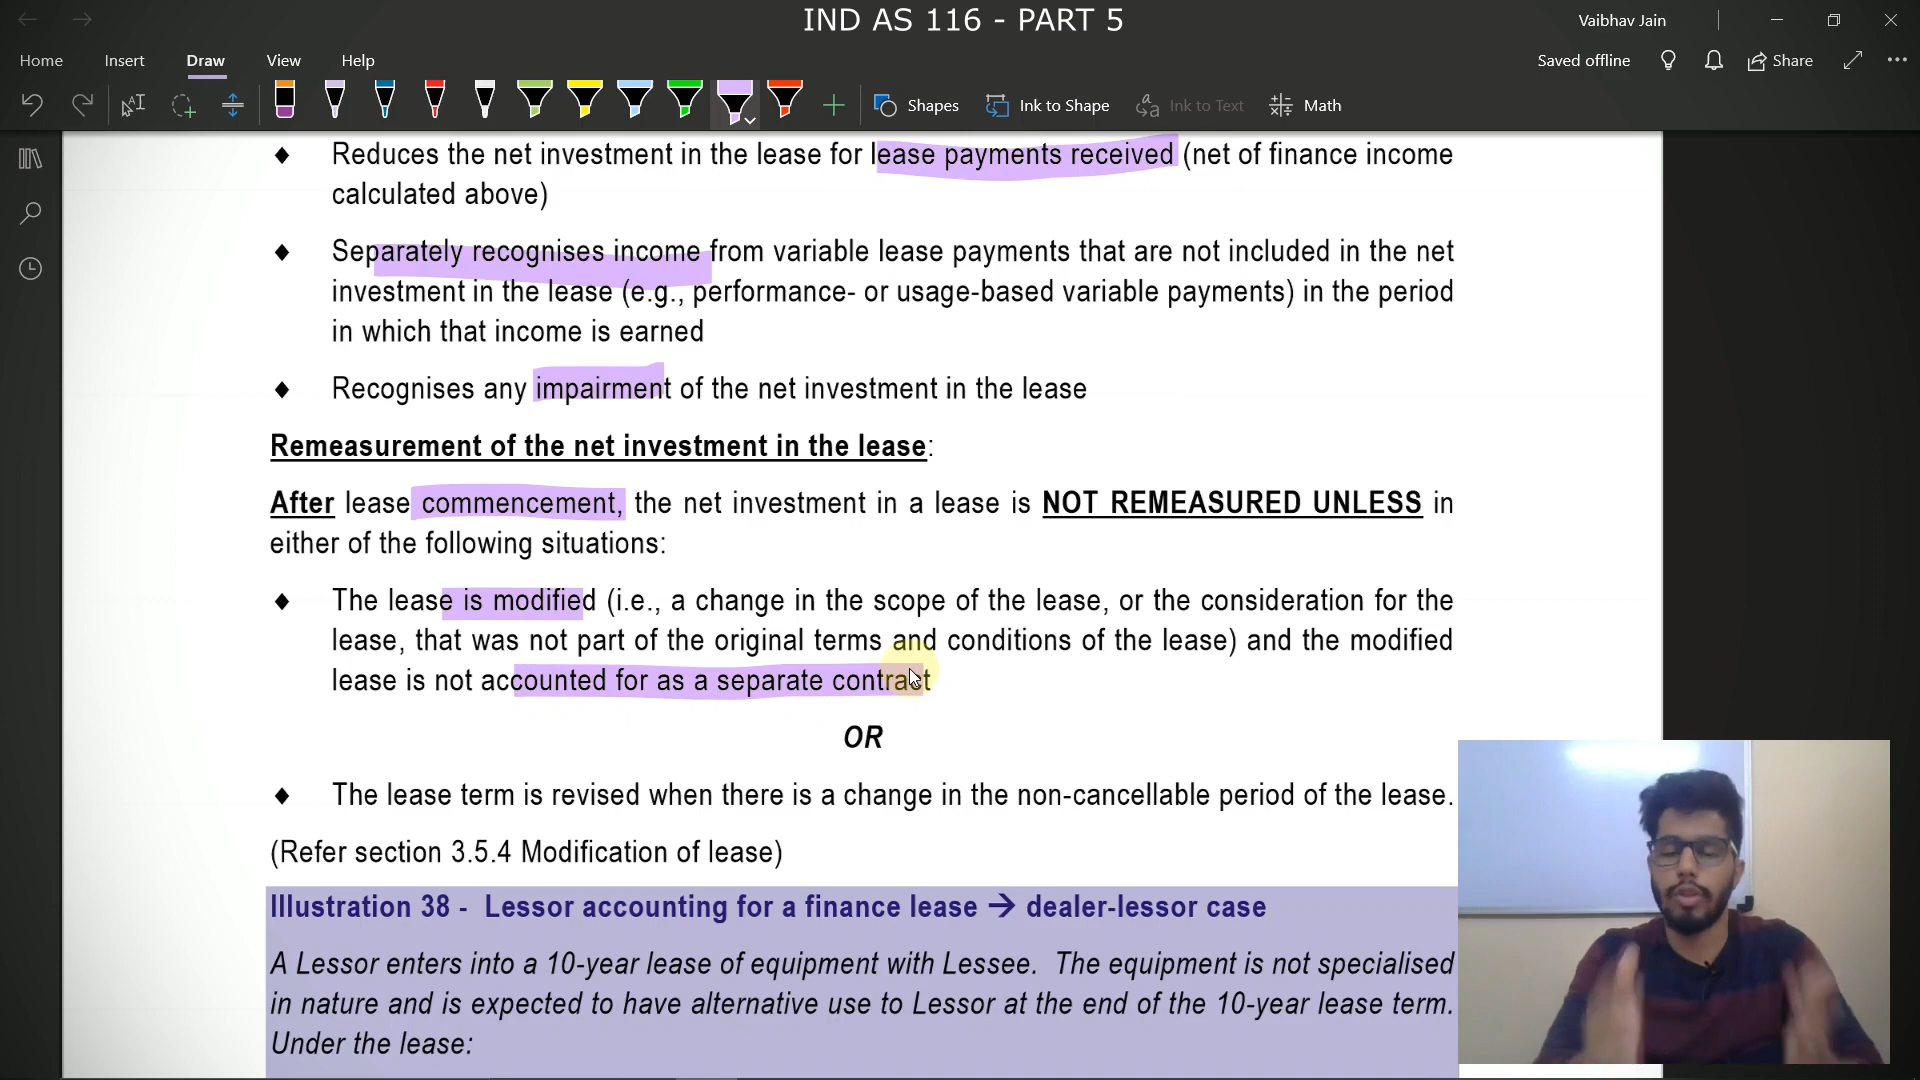 IND AS 116 - PART 5
Vaibhav Jain
Home Insert Draw View Help
Saved offline
Share
Shapes
Ink to Shape
Ink to Text
Math
♦ Reduces the net investment in the lease for lease payments received (net of finance income
calculated above)
♦ Separately recognises income from variable lease payments that are not included in the net
investment in the lease (e.g., performance- or usage-based variable payments) in the period
in which that income is earned
♦ Recognises any impairment of the net investment in the lease
Remeasurement of the net investment in the lease:
After lease commencement, the net investment in a lease is NOT REMEASURED UNLESS in
either of the following situations:
♦ The lease is modified (i.e., a change in the scope of the lease, or the consideration for the
lease, that was not part of the original terms and conditions of the lease) and the modified
lease is not accounted for as a separate contract
OR
♦ The lease term is revised when there is a change in the non-cancellable period of the lease.
(Refer section 3.5.4 Modification of lease)
Illustration 38 - Lessor accounting for a finance lease → dealer-lessor case
A Lessor enters into a 10-year lease of equipment with Lessee. The equipment is not specialised
in nature and is expected to have alternative use to Lessor at the end of the 10-year lease term.
Under the lease: